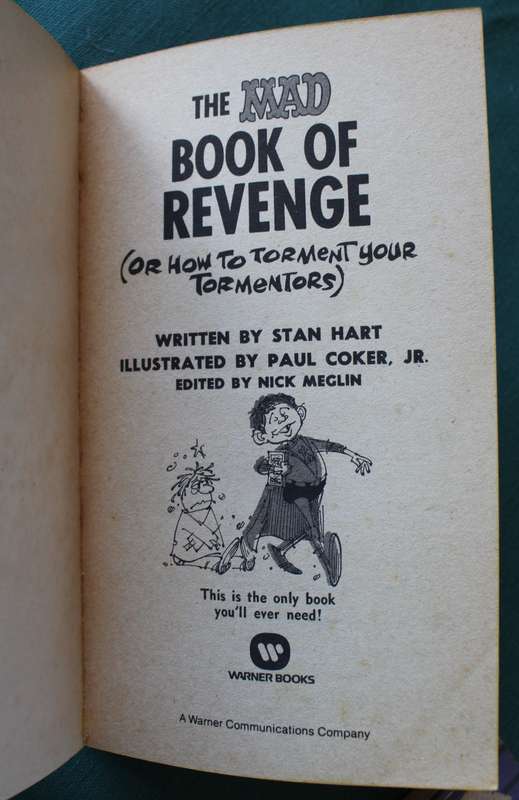 THE MAD
BOOK OF
REVENGE
(OR HOW TO TORMENT YOUR
TORMENTORS)
WRITTEN BY STAN HART
ILLUSTRATED BY PAUL COKER, JR.
EDITED BY NICK MEGLIN
This is the only book
you'll ever need!
WARNER BOOKS
A Warner Communications Company